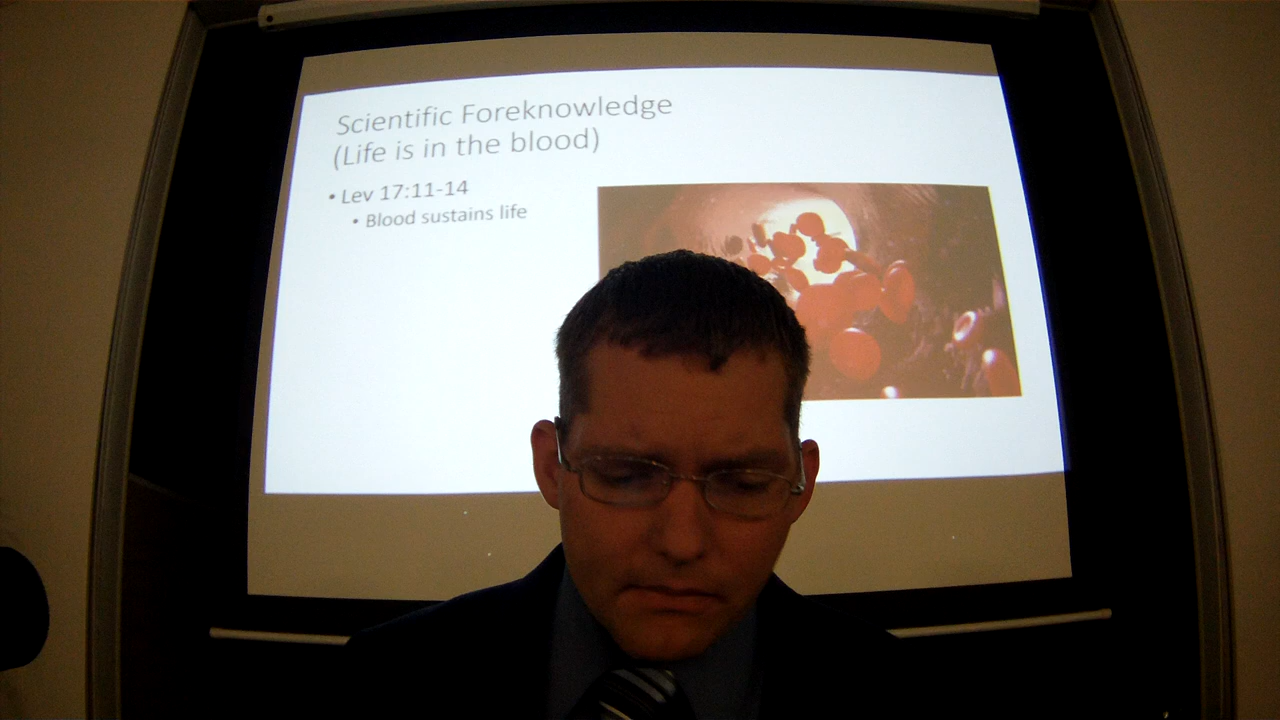 Scientific Foreknowledge
(Life is in the blood)
• Lev 17:11-14
• Blood sustains life